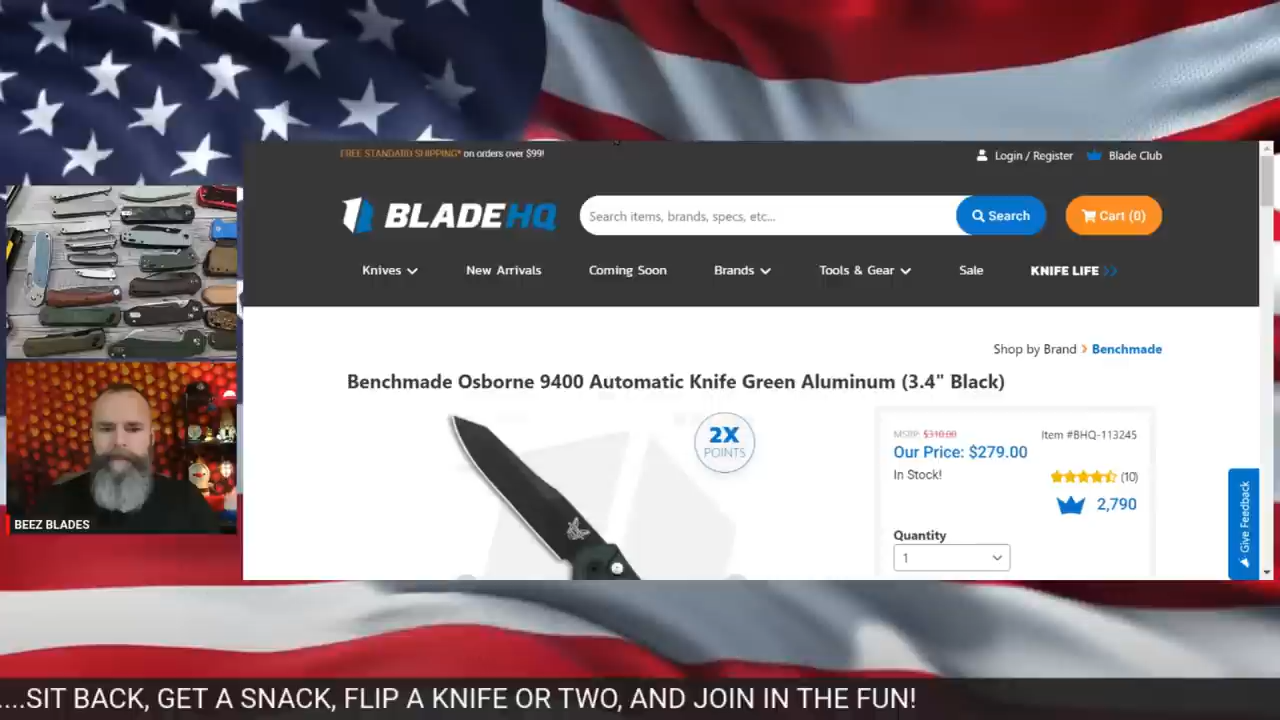 FREE STANDARD SHIPPING* on orders over $99!
Login / Register
Blade Club
BLADEHQ
Search items, brands, specs, etc...
Search
Cart (0)
Knives
New Arrivals
Coming Soon
Brands
Tools & Gear
Sale
KNIFE LIFE
Shop by Brand > Benchmade
Benchmade Osborne 9400 Automatic Knife Green Aluminum (3.4" Black)
2X
POINTS
MSRP: $310.00
Item #BHQ-113245
Our Price: $279.00
In Stock!
(10)
2,790
Quantity
1
Give Feedback
BEEZ BLADES
....SIT BACK, GET A SNACK, FLIP A KNIFE OR TWO, AND JOIN IN THE FUN!